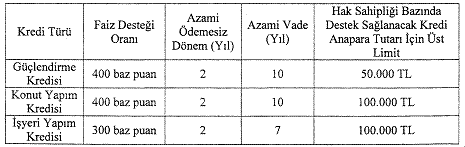 Kredi Türü
Faiz Desteği
Oranı
Azami
Ödemesiz
Dönem (Yıl)
Azami Vade
(Yıl)
Hak Sahipliği Bazında
Destek Sağlanacak Kredi
Anapara Tutarı İçin Üst
Limit
Güçlendirme
Kredisi
400 baz puan
2
10
50.000 TL
Konut Yapım
Kredisi
400 baz puan
2
10
100.000 TL
İşyeri Yapım
Kredisi
300 baz puan
2
7
100.000 TL